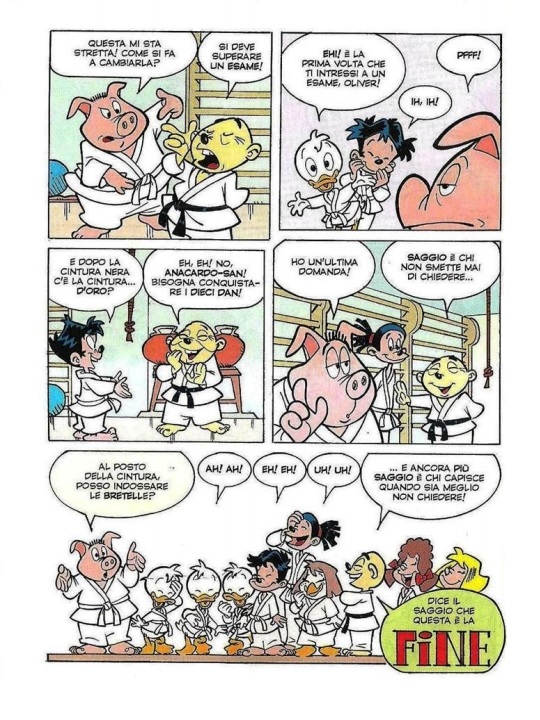 QUESTA MI STA
STRETTA! COME SI FA
A CAMBIARLA?
SI DEVE
SUPERARE
UN ESAME!
EHI! È LA
PRIMA VOLTA CHE
TI INTRESSI A UN
ESAME, OLIVER!
IH, IH!
PFFF!
E DOPO LA
CINTURA NERA
C'È LA CINTURA...
D'ORO?
EH, EH! NO,
ANACARDO-SAN!
BISOGNA CONQUISTA-
RE I DIECI DAN!
HO UN'ULTIMA
DOMANDA!
SAGGIO È CHI
NON SMETTE MAI
DI CHIEDERE...
AL POSTO
DELLA CINTURA,
POSSO INDOSSARE
LE BRETELLE?
AH! AH!
EH! EH!
UH! UH!
... E ANCORA PIÙ
SAGGIO È CHI CAPISCE
QUANDO SIA MEGLIO
NON CHIEDERE!
DICE IL
SAGGIO CHE
QUESTA È LA
FINE